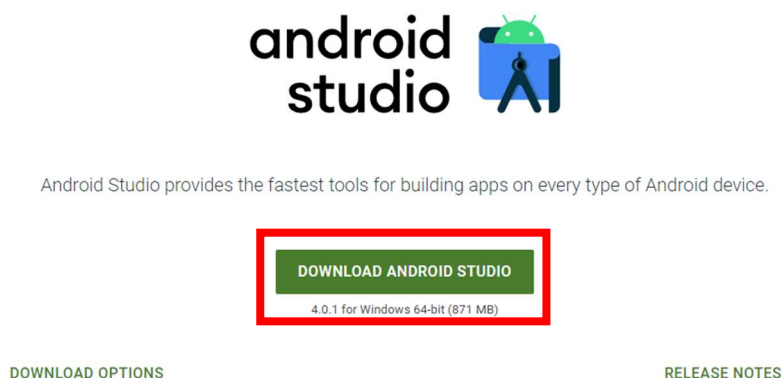 android
studio
Android Studio provides the fastest tools for building apps on every type of Android device.
DOWNLOAD ANDROID STUDIO
4.0.1 for Windows 64-bit (871 MB)
DOWNLOAD OPTIONS
RELEASE NOTES